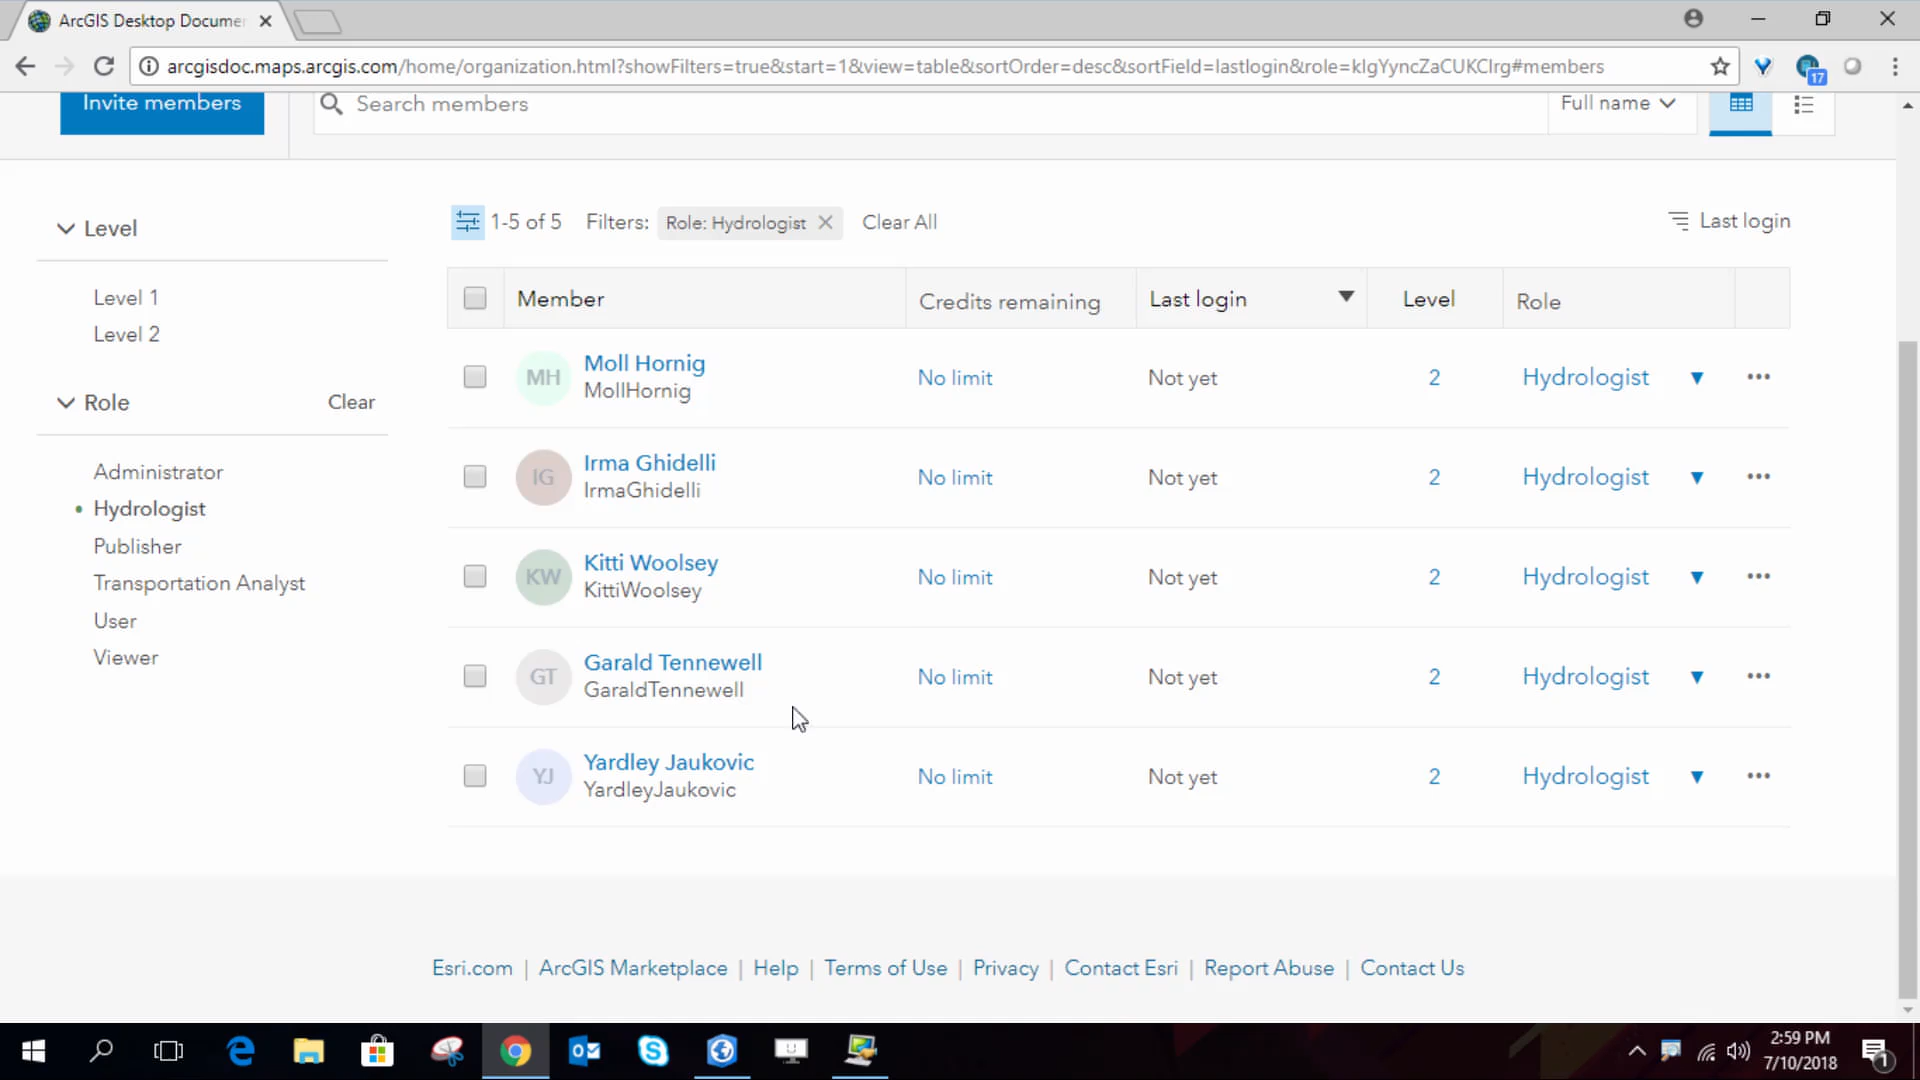 ArcGIS Desktop Docume
arcgisdoc.maps.arcgis.com/home/organization.html?showFilters=true&start=1&view=table&sortOrder=desc&sortField=lastlogin&role=kIgYyncZaCUKCIrg#members
17
Invite members
Search members
Full name
Level
Level 1
Level 2
Role Clear
Administrator
Hydrologist
Publisher
Transportation Analyst
User
Viewer
1-5 of 5 Filters: Role: Hydrologist Clear All Last login
Member Credits remaining Last login Level Role
MH Moll Hornig
MollHornig No limit Not yet 2 Hydrologist
IG Irma Ghidelli
IrmaGhidelli No limit Not yet 2 Hydrologist
KW Kitti Woolsey
KittiWoolsey No limit Not yet 2 Hydrologist
GT Garald Tennewell
GaraldTennewell No limit Not yet 2 Hydrologist
YJ Yardley Jaukovic
YardleyJaukovic No limit Not yet 2 Hydrologist
Esri.com | ArcGIS Marketplace | Help | Terms of Use | Privacy | Contact Esri | Report Abuse | Contact Us
2:59 PM
7/10/2018
1